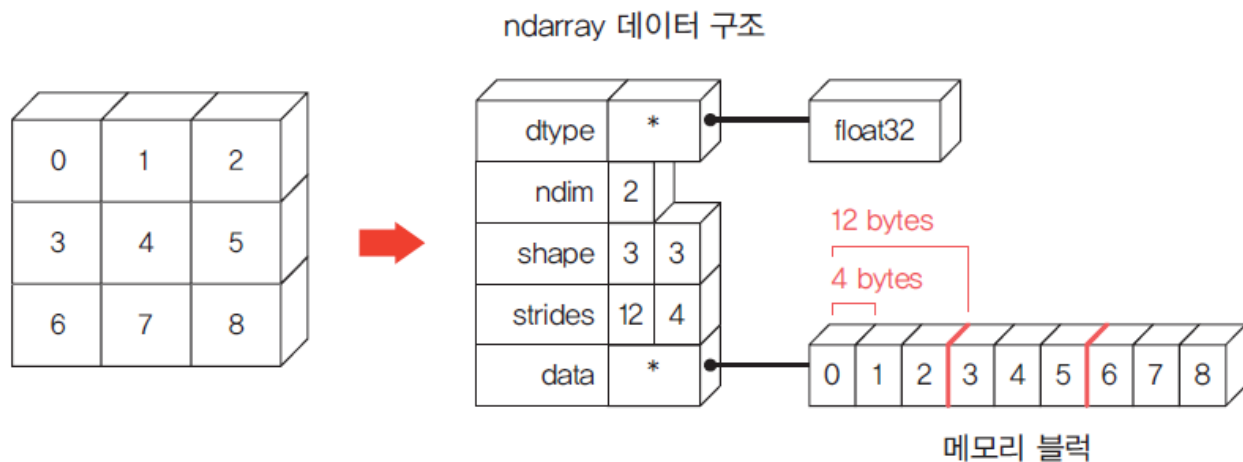 ndarray 데이터 구조
0 1 2
3 4 5
6 7 8
dtype *
float32
ndim 2
shape 3 3
strides 12 4
data *
12 bytes
4 bytes
0 1 2 3 4 5 6 7 8
메모리 블럭